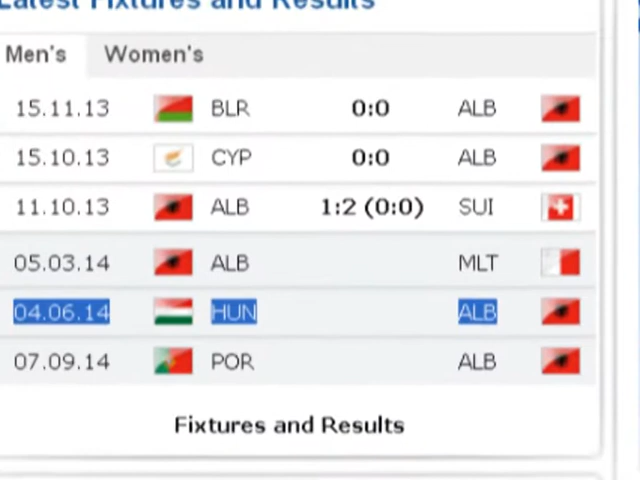 Latest Fixtures and Results
Men's Women's
15.11.13 BLR 0:0 ALB
15.10.13 CYP 0:0 ALB
11.10.13 ALB 1:2 (0:0) SUI
05.03.14 ALB MLT
04.06.14 HUN ALB
07.09.14 POR ALB
Fixtures and Results